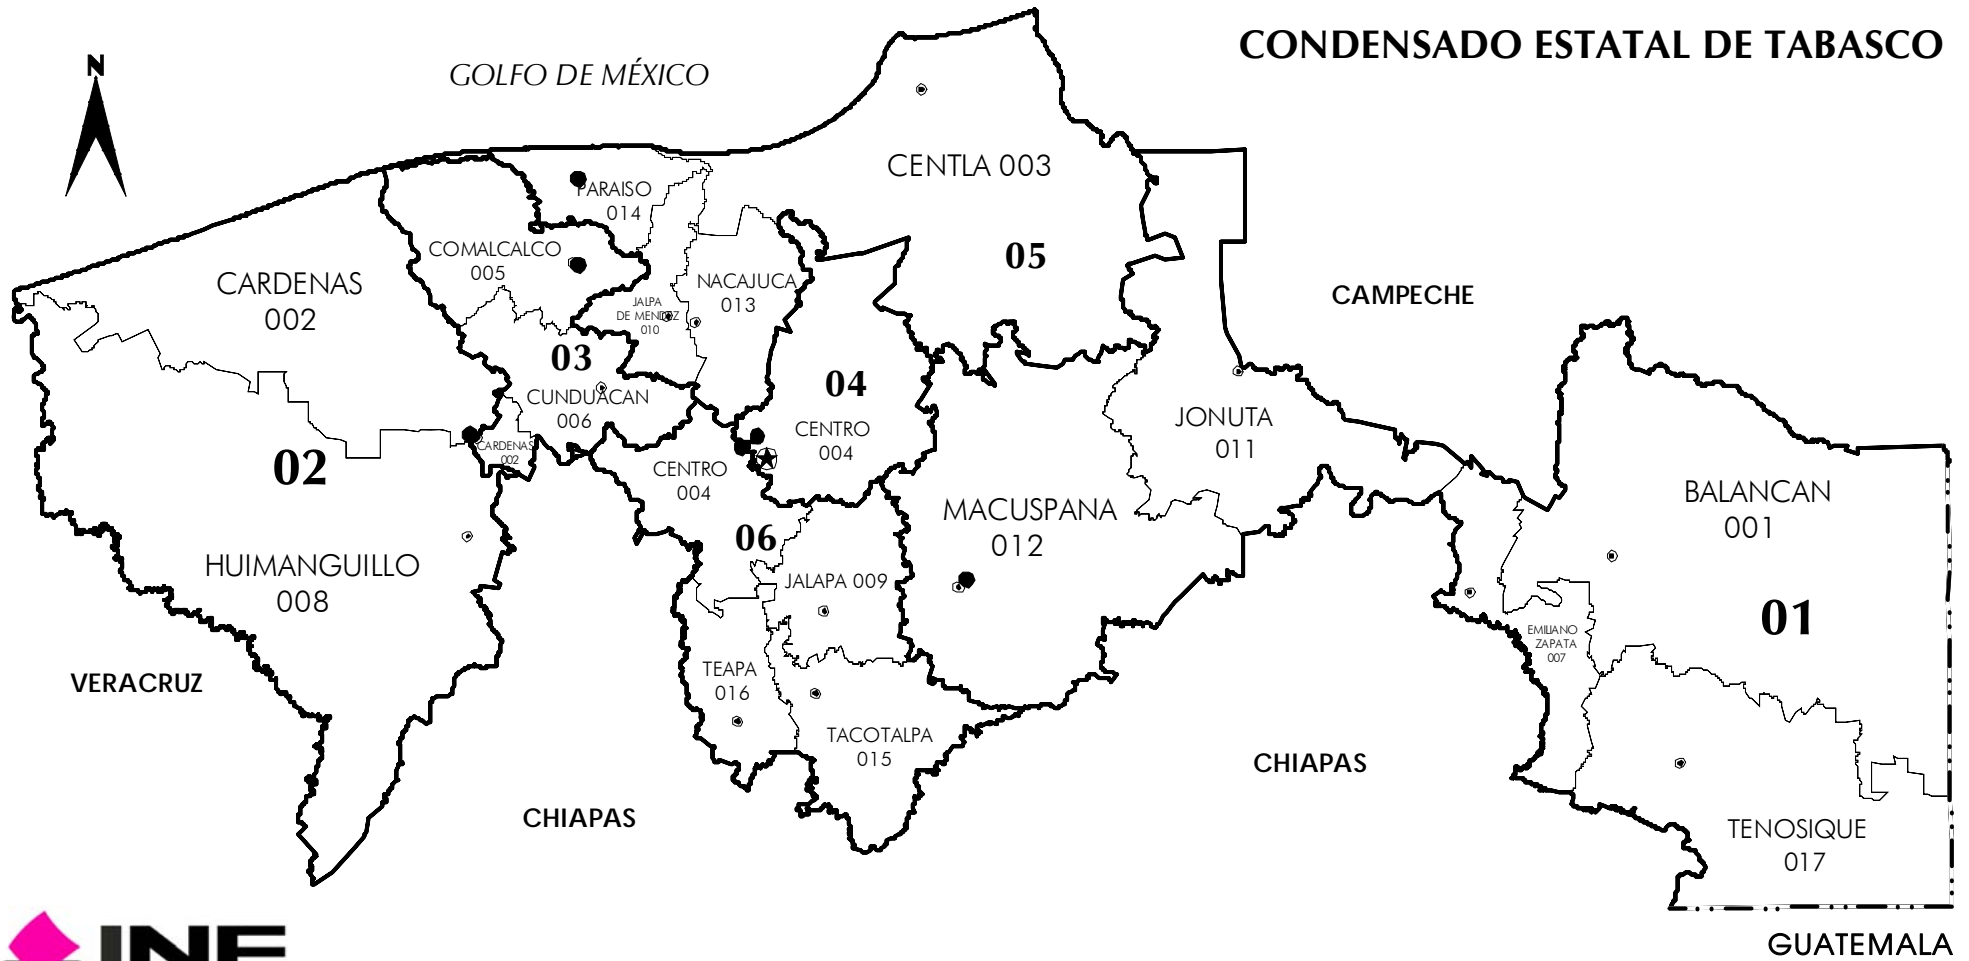 CONDENSADO ESTATAL DE TABASCO
N
GOLFO DE MÉXICO
CENTLA 003
PARAISO
014
COMALCALCO
005
05
CARDENAS
002
NACAJUCA
013
JALPA
DE MENDEZ
010
CAMPECHE
03
04
CUNDUACAN
006
JONUTA
011
CENTRO
004
CARDENAS
002
02
CENTRO
004
BALANCAN
001
MACUSPANA
012
06
HUIMANGUILLO
008
JALAPA 009
01
EMILIANO
ZAPATA
007
VERACRUZ
TEAPA
016
TACOTALPA
015
CHIAPAS
CHIAPAS
TENOSIQUE
017
INE
GUATEMALA